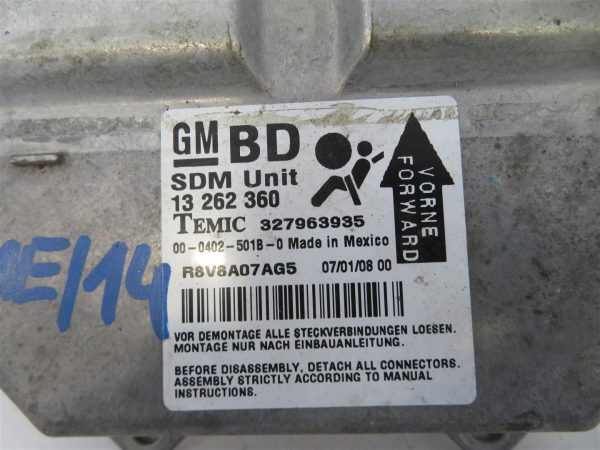 GM BD
SDM Unit
13 262 360
TEMIC 327963935
00-0402-501B-0 Made in Mexico
R8V8A07AG5 07/01/08 00
VORNE
FORWARD
VOR DEMONTAGE ALLE STECKVERBINDUNGEN LOESEN.
MONTAGE NUR NACH EINBAUANLEITUNG.
BEFORE DISASSEMBLY, DETACH ALL CONNECTORS.
ASSEMBLY STRICTLY ACCORDING TO MANUAL
INSTRUCTIONS.
E/14